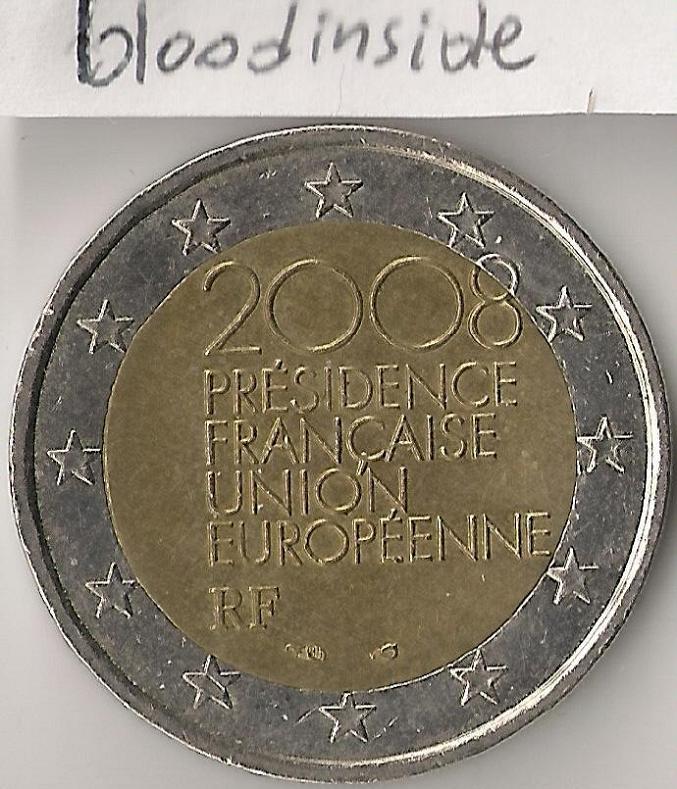 bloodinside
2008
PRÉSIDENCE
FRANÇAISE
UNION
EUROPÉENNE
RF